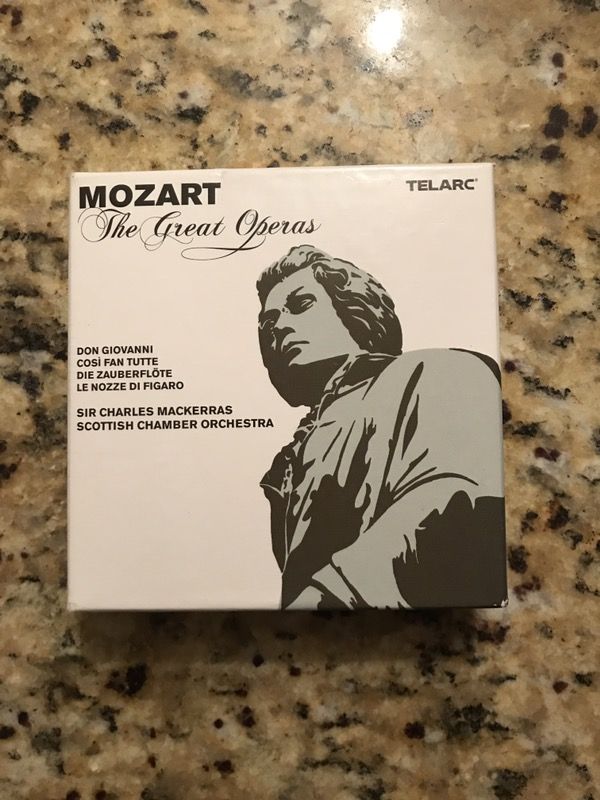 MOZART
The Great Operas
TELARC®
DON GIOVANNI
COSÌ FAN TUTTE
DIE ZAUBERFLÖTE
LE NOZZE DI FIGARO
SIR CHARLES MACKERRAS
SCOTTISH CHAMBER ORCHESTRA